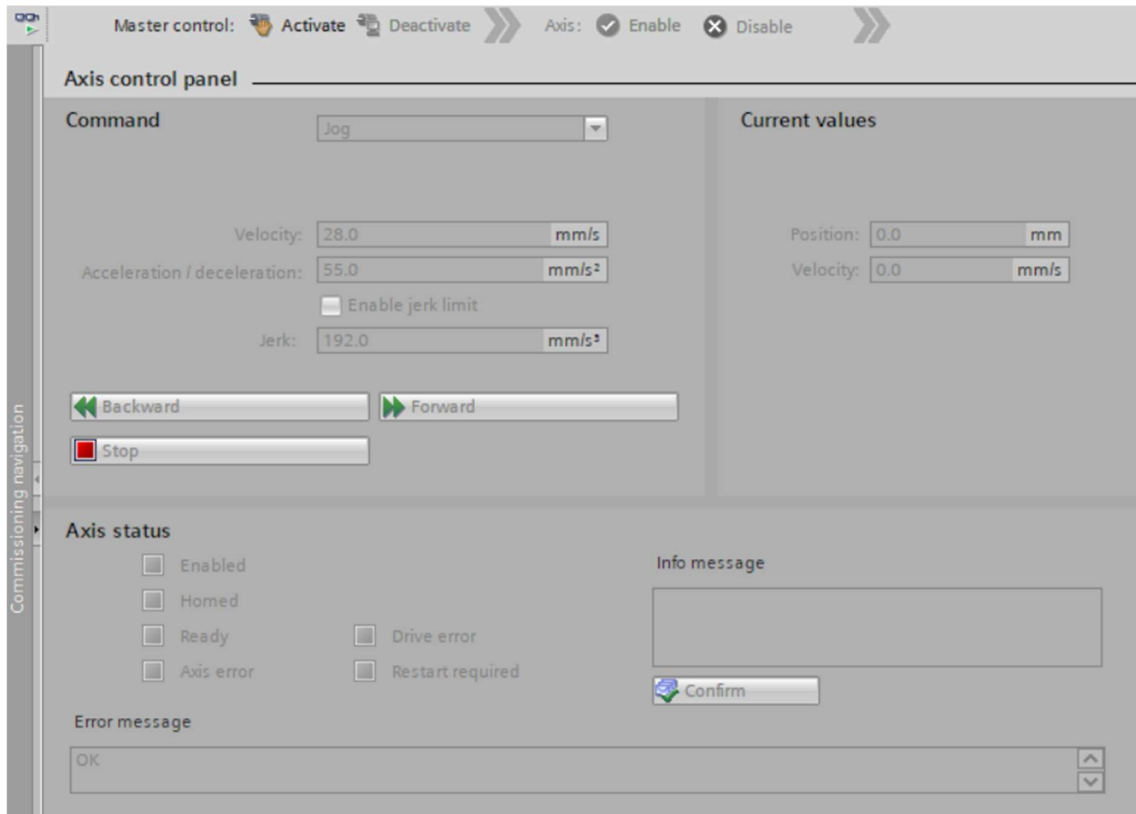 Master control: Activate Deactivate Axis: Enable Disable
Axis control panel
Command
Jog
Current values
Velocity: 28.0 mm/s
Position: 0.0 mm
Acceleration / deceleration: 55.0 mm/s²
Velocity: 0.0 mm/s
Enable jerk limit
Jerk: 192.0 mm/s³
Backward
Forward
Stop
Commissioning navigation
Axis status
Enabled
Homed
Ready
Drive error
Axis error
Restart required
Info message
Confirm
Error message
OK